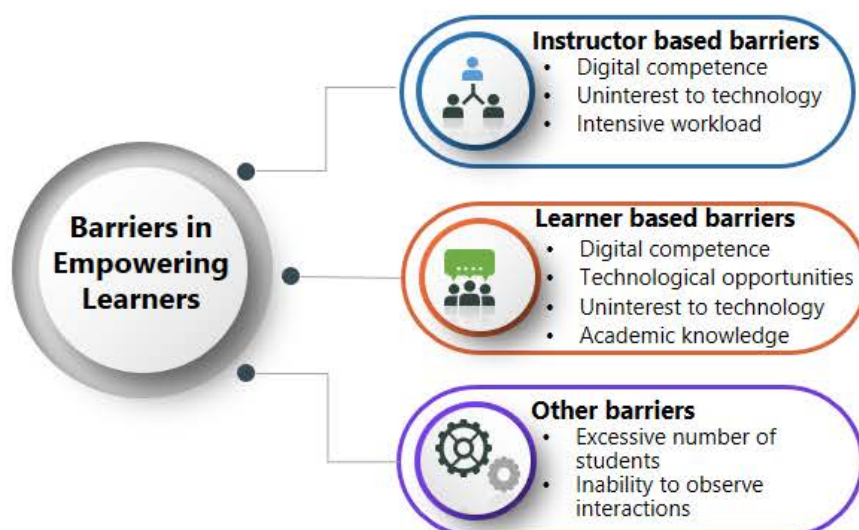 Barriers in
Empowering
Learners
Instructor based barriers
• Digital competence
• Uninterest to technology
• Intensive workload
Learner based barriers
• Digital competence
• Technological opportunities
• Uninterest to technology
• Academic knowledge
Other barriers
• Excessive number of
students
• Inability to observe
interactions